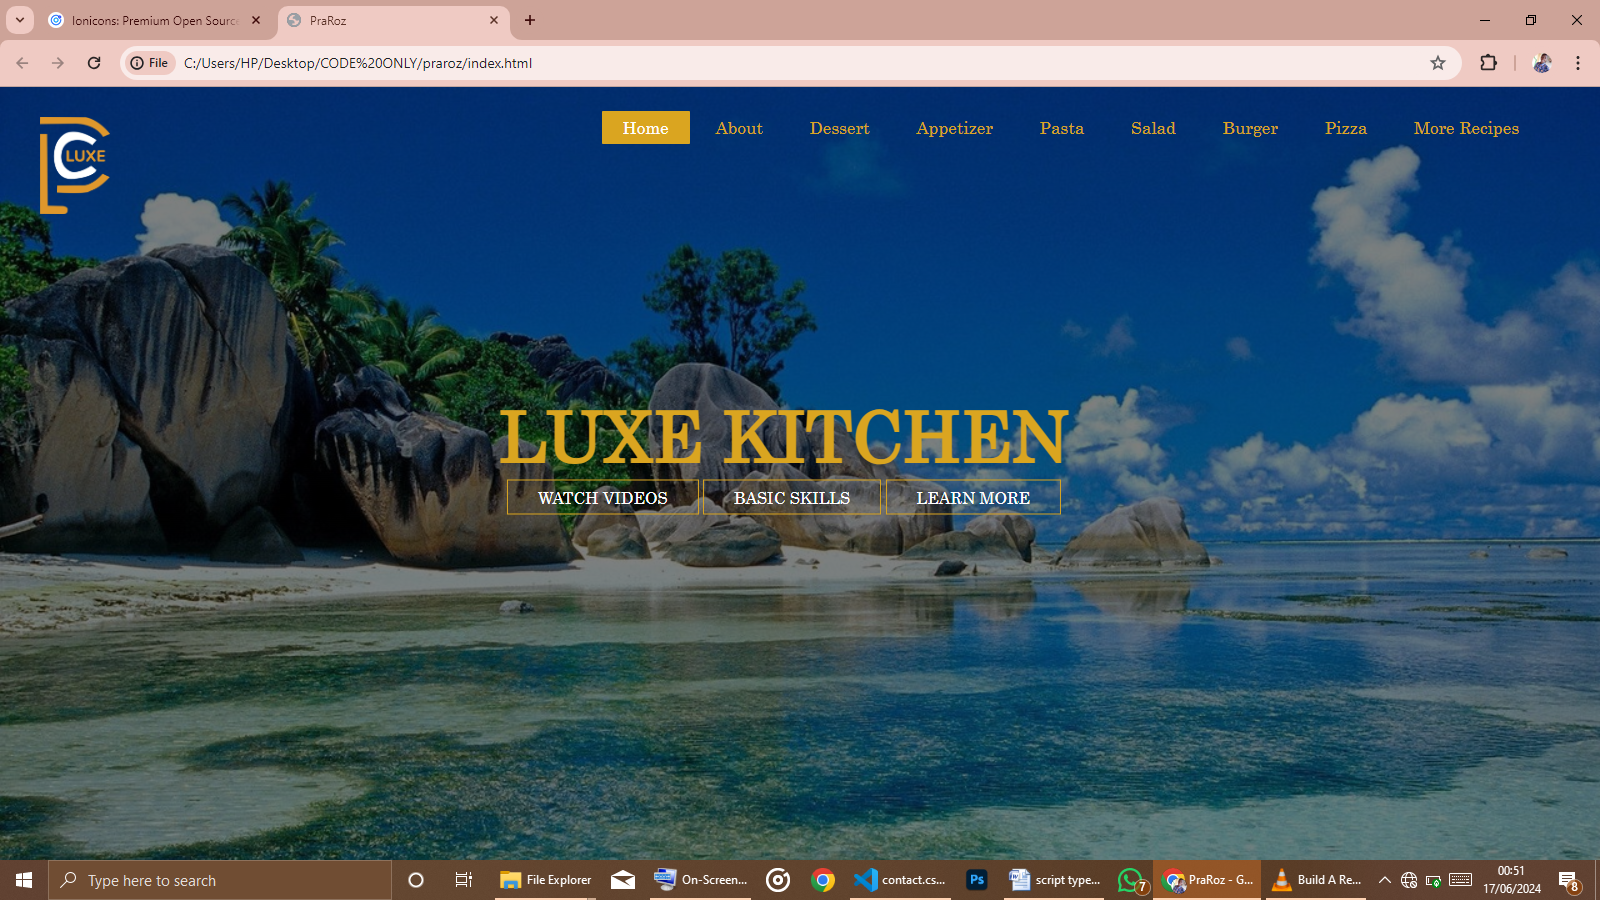 Ionicons: Premium Open Source
PraRoz
File
C:/Users/HP/Desktop/CODE%20ONLY/praroz/index.html
LUXE
Home
About
Dessert
Appetizer
Pasta
Salad
Burger
Pizza
More Recipes
LUXE KITCHEN
WATCH VIDEOS
BASIC SKILLS
LEARN MORE
Type here to search
File Explorer
On-Screen...
contact.cs...
Ps
script type...
7
PraRoz - G...
Build A Re...
00:51
17/06/2024
8